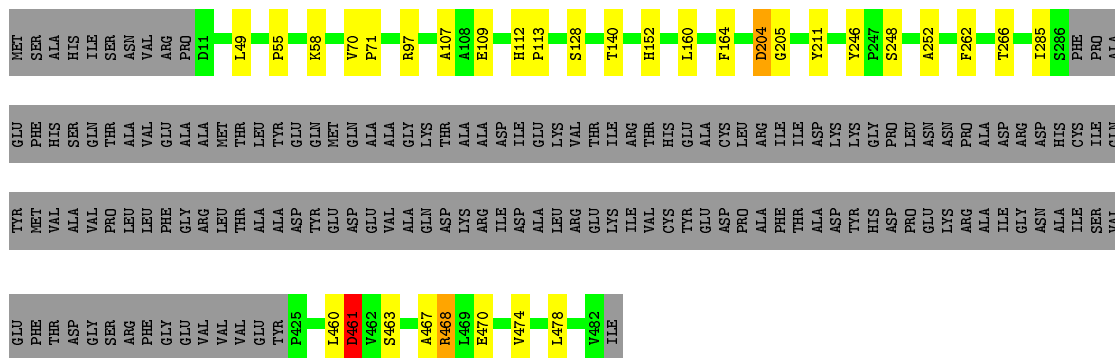 MET SER ALA HIS ILE SER ASN VAL ARG PRO D11 L49 P55 K58 V70 P71 R97 A107 A108 E109 H112 P113 S128 T140 H152 L160 F164 D204 G205 Y211 Y246 P247 S248 A252 F262 T266 I285 S286 PHE PRO ALA
GLU PHE HIS SER GLN THR ALA VAL GLU ALA ALA MET THR LEU TYR GLU GLN MET GLN ALA ALA GLY LYS THR ALA ALA ASP ILE GLU LYS VAL THR ILE ARG THR HIS GLU ALA CYS LEU ARG ILE ILE ASP LYS LYS GLY PRO LEU ASN ASN PRO ALA ASP ARG ASP HIS CYS ILE GLN
TYR MET VAL ALA VAL PRO LEU LEU PHE GLY ARG LEU THR ALA ALA ASP TYR GLU ASP GLU VAL ALA GLN ASP LYS ARG ILE ASP ALA LEU ARG GLU LYS ILE VAL CYS TYR GLU ASP PRO ALA PHE THR ALA ASP TYR HIS ASP PRO GLU LYS ARG ALA ILE GLY ASN ALA ILE SER VAL
GLU PHE THR ASP GLY SER ARG PHE GLY GLU VAL VAL VAL GLU TYR P425 L460 D461 V462 S463 A467 R468 L469 E470 V474 L478 V482 ILE